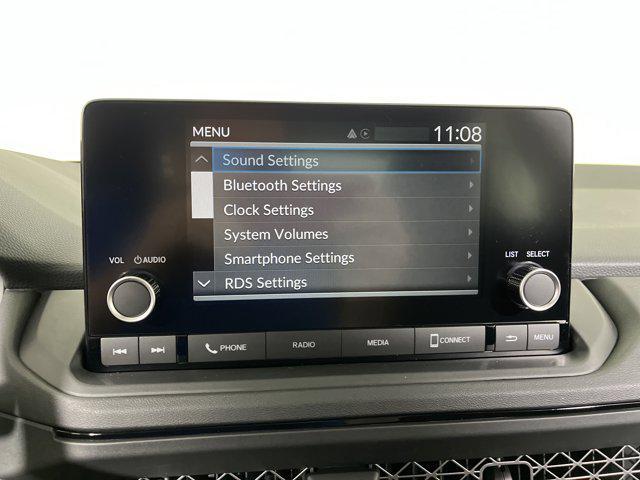 MENU 11:08
Sound Settings
Bluetooth Settings
Clock Settings
System Volumes
Smartphone Settings
RDS Settings
VOL AUDIO
LIST SELECT
PHONE RADIO MEDIA CONNECT MENU